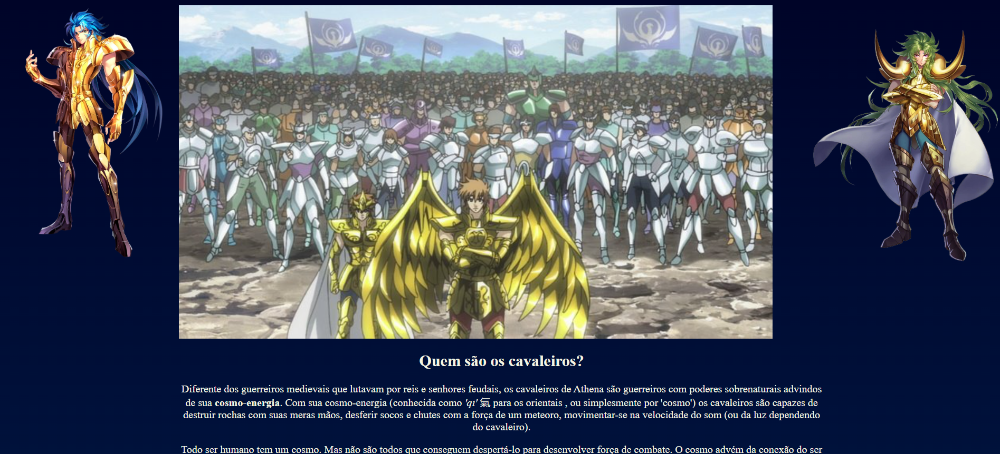 Quem são os cavaleiros?
Diferente dos guerreiros medievais que lutavam por reis e senhores feudais, os cavaleiros de Athena são guerreiros com poderes sobrenaturais advindos
de sua cosmo-energia. Com sua cosmo-energia (conhecida como 'qi' 氣 para os orientais , ou simplesmente por 'cosmo') os cavaleiros são capazes de
destruir rochas com suas meras mãos, desferir socos e chutes com a força de um meteoro, movimentar-se na velocidade do som (ou da luz dependendo
do cavaleiro).
Todo ser humano tem um cosmo. Mas não são todos que conseguem despertá-lo para desenvolver força de combate. O cosmo advém da conexão do ser